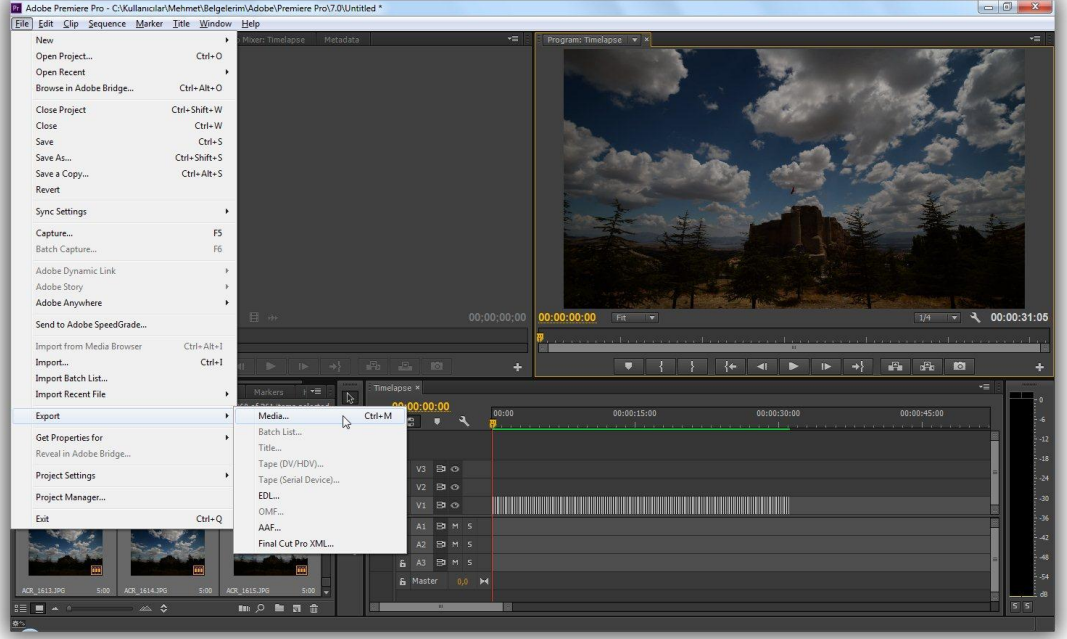 Adobe Premiere Pro - C:\Kullanıcılar\Mehmet\Belgelerim\Adobe\Premiere Pro\7.0\Untitled *
File Edit Clip Sequence Marker Title Window Help
New
Open Project... Ctrl+O
Open Recent
Browse in Adobe Bridge... Ctrl+Alt+O
Close Project Ctrl+Shift+W
Close Ctrl+W
Save Ctrl+S
Save As... Ctrl+Shift+S
Save a Copy... Ctrl+Alt+S
Revert
Sync Settings
Capture... F5
Batch Capture... F6
Adobe Dynamic Link
Adobe Story
Adobe Anywhere
Send to Adobe SpeedGrade...
Import from Media Browser Ctrl+Alt+I
Import... Ctrl+I
Import Batch List...
Import Recent File
Export
Get Properties for
Reveal in Adobe Bridge...
Project Settings
Project Manager...
Exit Ctrl+Q
Media... Ctrl+M
Batch List...
Title...
Tape (DV/HDV)...
Tape (Serial Device)...
EDL...
OMF...
AAF...
Final Cut Pro XML...
Mixer: Timelapse Metadata
00;00;00;00
Program: Timelapse
00:00:00:00 Fit 1/4 00:00:31:05
Markers
items selected
Timelapse
00:00:00:00
00:00 00:00:15:00 00:00:30:00 00:00:45:00
V3
V2
V1
A1 M S
A2 M S
A3 M S
Master 0,0
ACR_1613.JPG 5:00 ACR_1614.JPG 5:00 ACR_1615.JPG 5:00
0
-6
-12
-18
-24
-30
-36
-42
-48
-54
dB
S S